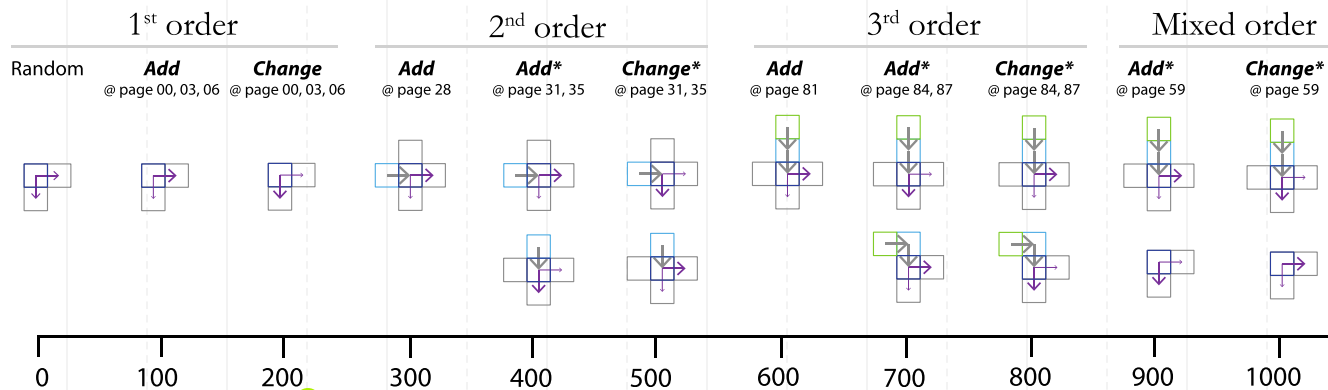 1st order 2nd order 3rd order Mixed order
Random Add Change Add Add* Change* Add Add* Change* Add* Change*
@ page 00, 03, 06 @ page 00, 03, 06 @ page 28 @ page 31, 35 @ page 31, 35 @ page 81 @ page 84, 87 @ page 84, 87 @ page 59 @ page 59
0 100 200 300 400 500 600 700 800 900 1000